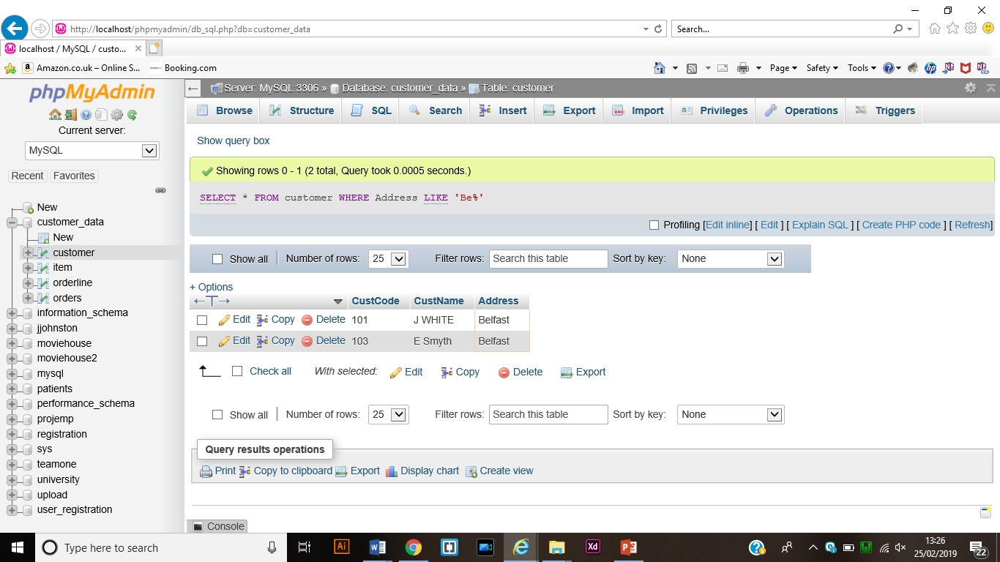 http://localhost/phpmyadmin/db_sql.php?db=customer_data
Search...
localhost / MySQL / custo...
Amazon.co.uk – Online S...
Booking.com
Page Safety Tools
phpMyAdmin
Current server:
MySQL
Recent Favorites
New
customer_data
New
customer
item
orderline
orders
information_schema
jjohnston
moviehouse
moviehouse2
mysql
patients
performance_schema
projemp
registration
sys
teamone
university
upload
user_registration
Server: MySQL:3306 » Database: customer_data » Table: customer
Browse Structure SQL Search Insert Export Import Privileges Operations Triggers
Show query box
Showing rows 0 - 1 (2 total, Query took 0.0005 seconds.)
SELECT * FROM customer WHERE Address LIKE 'Be%'
Profiling [Edit inline] [ Edit ] [ Explain SQL ] [ Create PHP code ] [ Refresh]
Show all Number of rows: 25 Filter rows: Search this table Sort by key: None
+ Options
CustCode CustName Address
Edit Copy Delete 101 J WHITE Belfast
Edit Copy Delete 103 E Smyth Belfast
Check all With selected: Edit Copy Delete Export
Show all Number of rows: 25 Filter rows: Search this table Sort by key: None
Query results operations
Print Copy to clipboard Export Display chart Create view
Console
Type here to search
Ai
Xd
13:26
25/02/2019
22